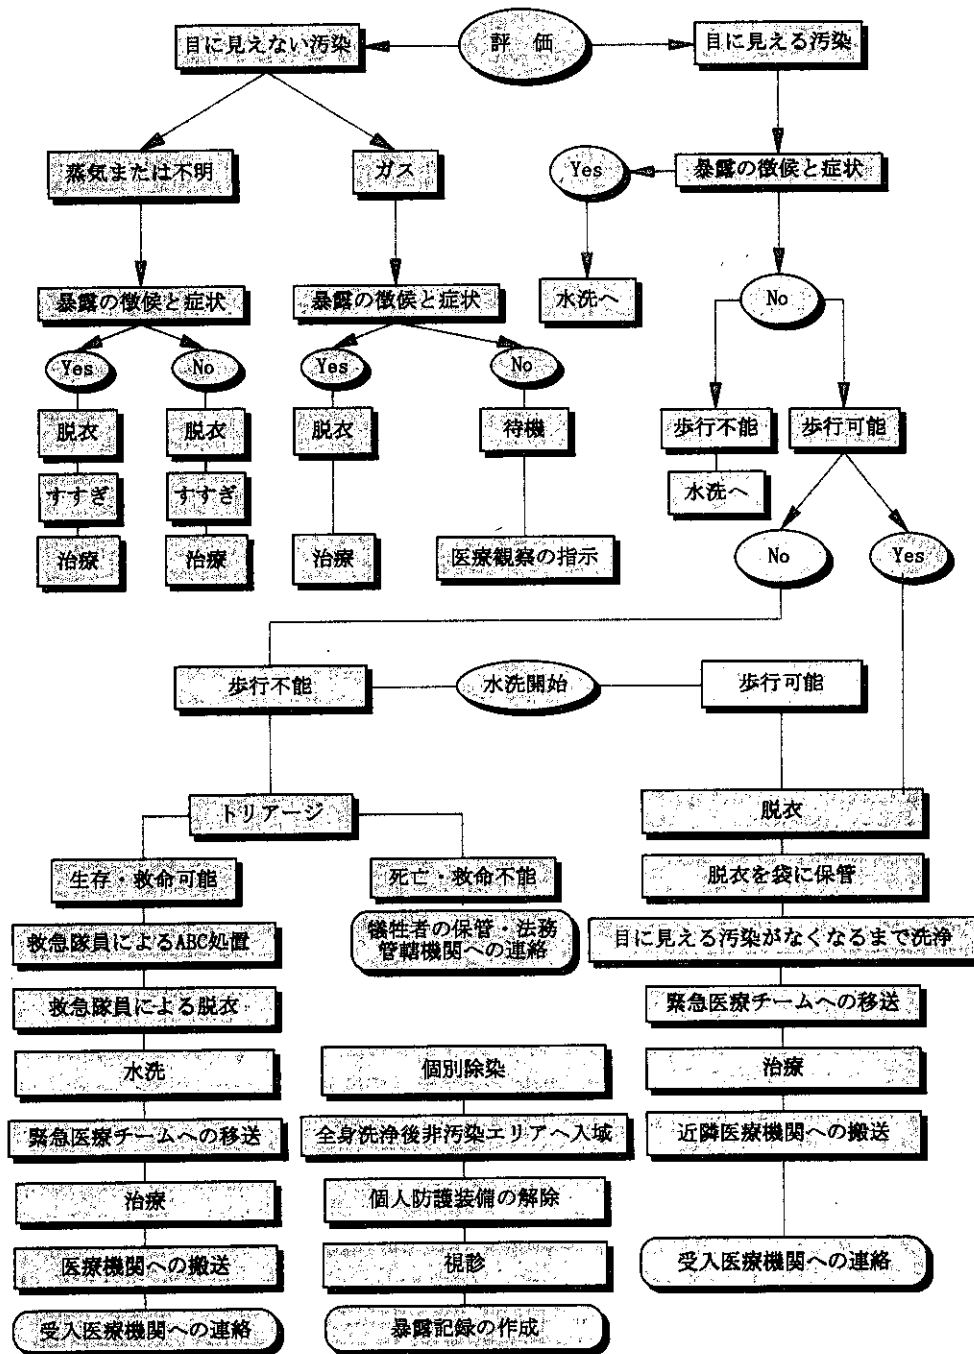 目に見えない汚染
評 価
目に見える汚染
蒸気または不明
ガス
Yes
暴露の徴候と症状
暴露の徴候と症状
暴露の徴候と症状
水洗へ
No
Yes
No
Yes
No
脱衣
脱衣
脱衣
待機
歩行不能
歩行可能
すすぎ
すすぎ
水洗へ
治療
治療
治療
医療観察の指示
No
Yes
歩行不能
水洗開始
歩行可能
トリアージ
脱衣
生存・救命可能
死亡・救命不能
脱衣を袋に保管
救急隊員によるABC処置
犠牲者の保管・法務
管轄機関への連絡
目に見える汚染がなくなるまで洗浄
救急隊員による脱衣
緊急医療チームへの移送
水洗
個別除染
治療
緊急医療チームへの移送
全身洗浄後非汚染エリアへ入域
近隣医療機関への搬送
治療
個人防護装備の解除
医療機関への搬送
視診
受入医療機関への連絡
受入医療機関への連絡
暴露記録の作成